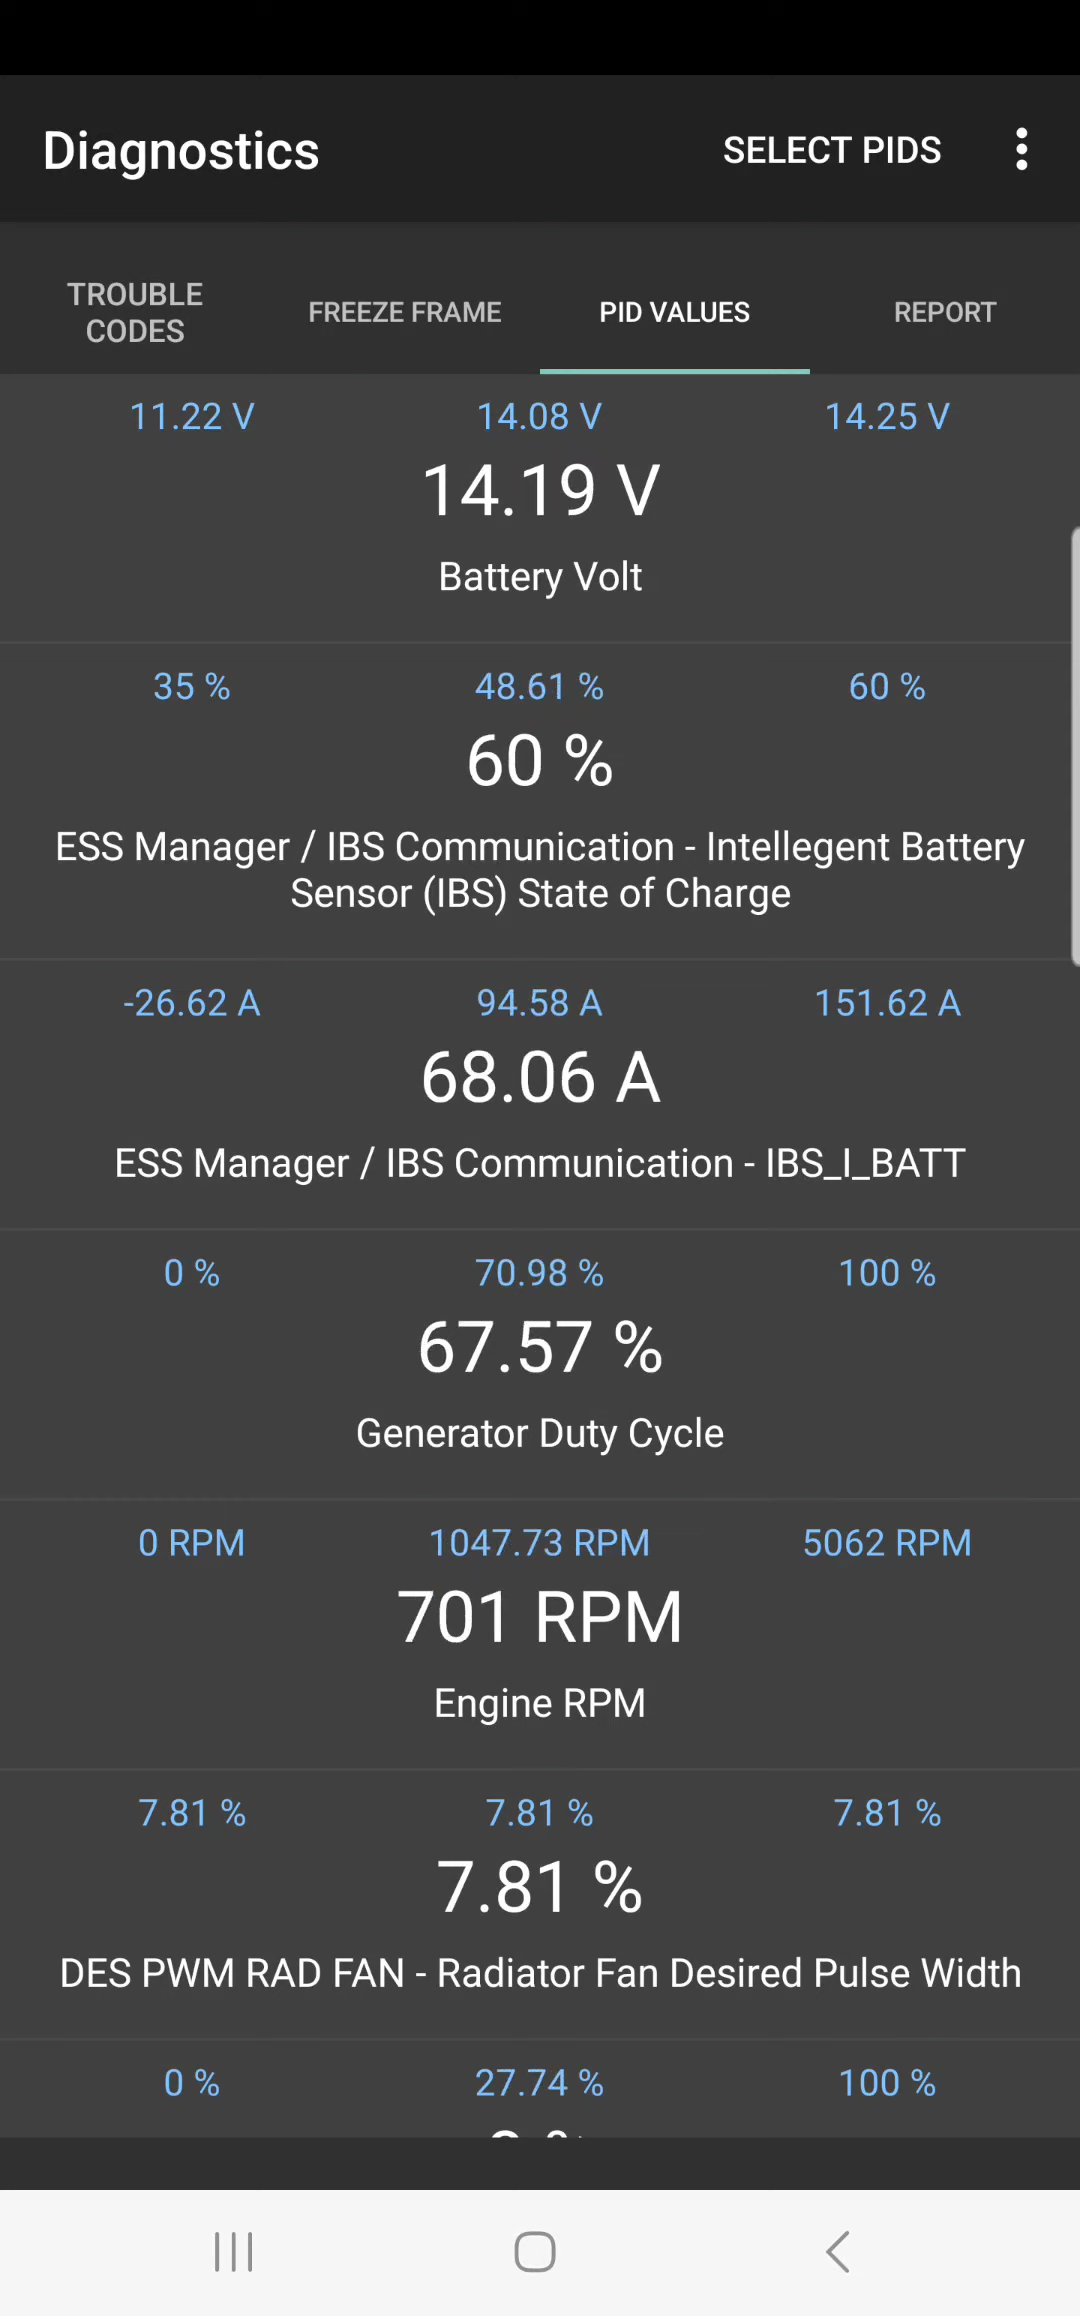 Diagnostics SELECT PIDS
TROUBLE CODES FREEZE FRAME PID VALUES REPORT
11.22 V 14.08 V 14.25 V
14.19 V
Battery Volt
35 % 48.61 % 60 %
60 %
ESS Manager / IBS Communication - Intellegent Battery
Sensor (IBS) State of Charge
-26.62 A 94.58 A 151.62 A
68.06 A
ESS Manager / IBS Communication - IBS_I_BATT
0 % 70.98 % 100 %
67.57 %
Generator Duty Cycle
0 RPM 1047.73 RPM 5062 RPM
701 RPM
Engine RPM
7.81 % 7.81 % 7.81 %
7.81 %
DES PWM RAD FAN - Radiator Fan Desired Pulse Width
0 % 27.74 % 100 %